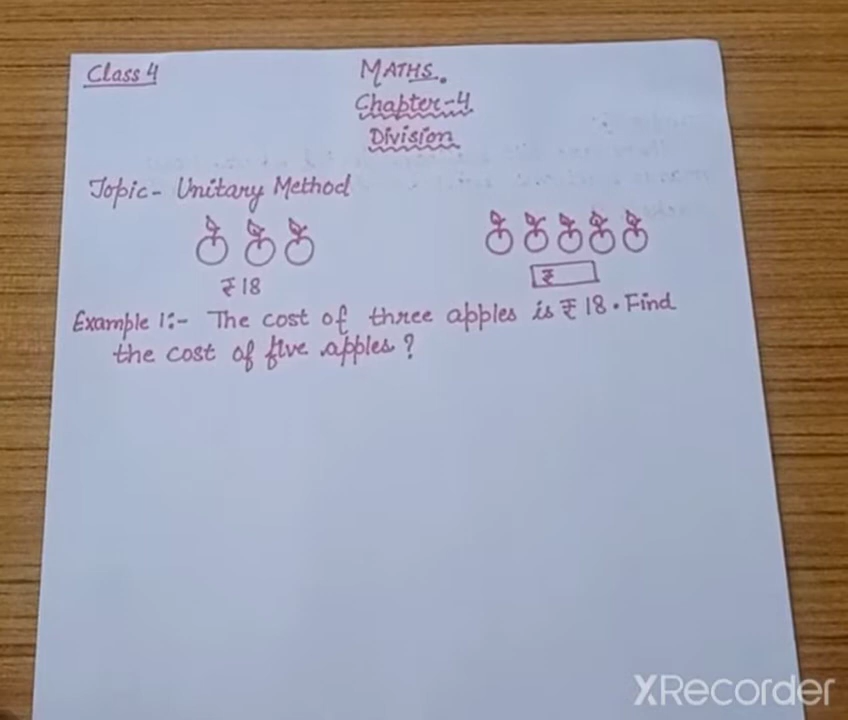 Class 4
MATHS.
Chapter-4
Division
Topic- Unitary Method
₹18
₹
Example 1:- The cost of three apples is ₹ 18. Find
the cost of five apples?
XRecorder